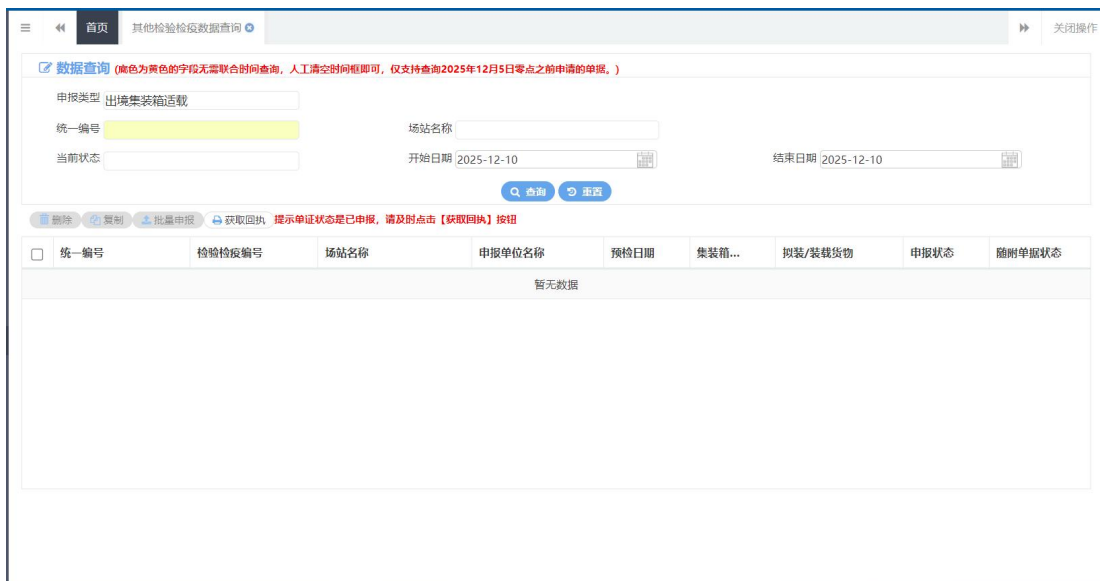 首页 其他检验检疫数据查询 关闭操作
数据查询 (底色为黄色的字段无需联合时间查询，人工清空时间框即可，仅支持查询2025年12月5日零点之前申请的单据。)
申报类型 出境集装箱适载
统一编号 场站名称
当前状态 开始日期 2025-12-10 结束日期 2025-12-10
查询 重置
删除 复制 批量申报 获取回执 提示单证状态是已申报，请及时点击【获取回执】按钮
统一编号 检验检疫编号 场站名称 申报单位名称 预检日期 集装箱... 拟装/装载货物 申报状态 随附单据状态
暂无数据